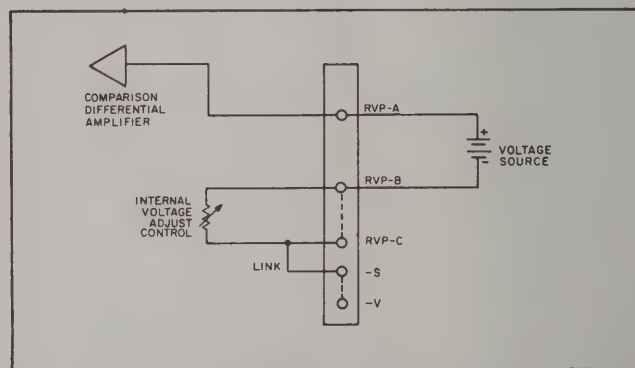 COMPARISON
DIFFERENTIAL
AMPLIFIER
RVP-A
+
VOLTAGE
SOURCE
-
RVP-B
INTERNAL
VOLTAGE
ADJUST
CONTROL
RVP-C
LINK
-S
-V